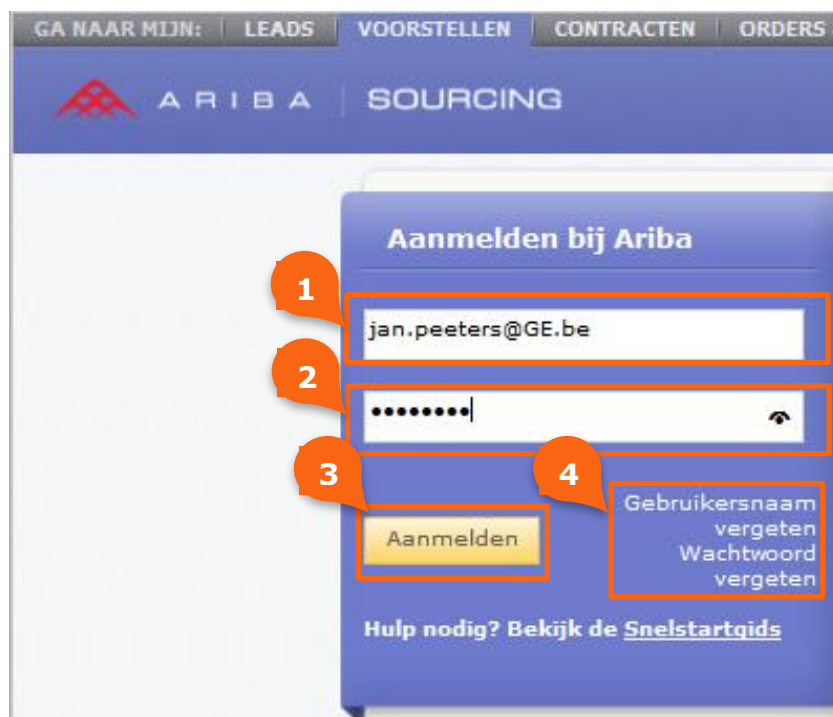 GA NAAR MIJN: LEADS VOORSTELLEN CONTRACTEN ORDERS
ARIBA SOURCING
Aanmelden bij Ariba
1
jan.peeters@GE.be
2
••••••••
3
4
Gebruikersnaam
vergeten
Aanmelden
Wachtwoord
vergeten
Hulp nodig? Bekijk de Snelstartgids